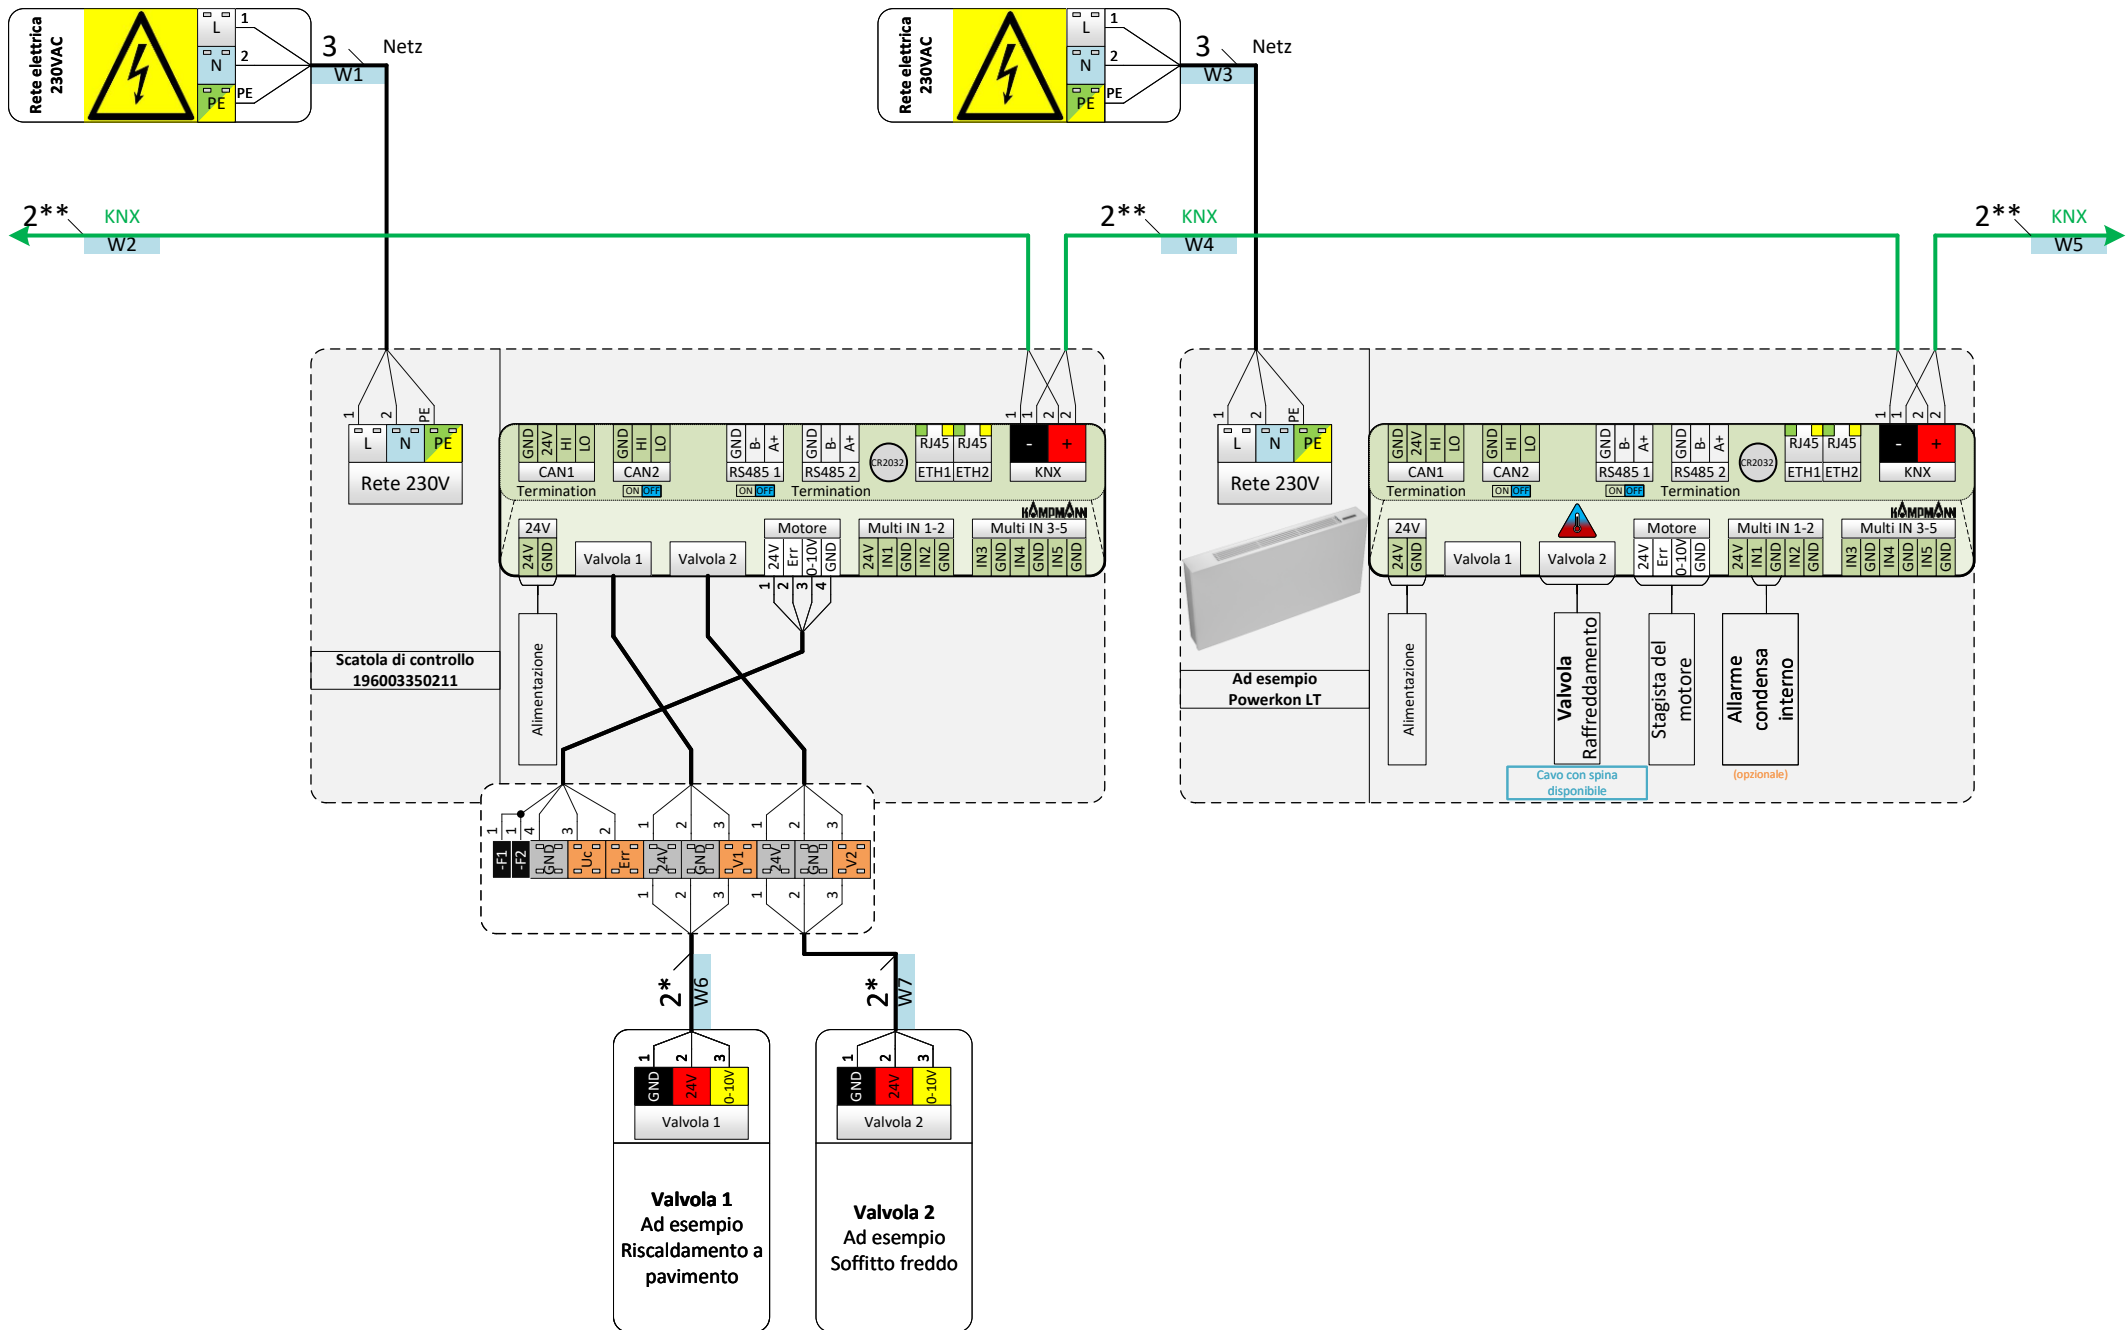 Rete elettrica
230VAC
L
N
PE
1
2
PE
3
Netz
W1
Rete elettrica
230VAC
L
N
PE
1
2
PE
3
Netz
W3
2**
KNX
W2
2**
KNX
W4
2**
KNX
W5
1
2
PE
L
N
PE
Rete 230V
Scatola di controllo
196003350211
GND
24V
HI
LO
CAN1
GND
HI
LO
CAN2
GND
B-
A+
RS485 1
GND
B-
A+
RS485 2
CR2032
RJ45
RJ45
ETH1
ETH2
1
1
2
2
-
+
KNX
Termination
ON
OFF
ON
OFF
Termination
KAMPMANN
24V
24V
GND
Valvola 1
Valvola 2
Motore
24V
Err
0-10V
GND
Multi IN 1-2
24V
IN1
GND
IN2
GND
Multi IN 3-5
IN3
GND
IN4
GND
IN5
GND
1
2
3
4
Alimentazione
1
2
PE
L
N
PE
Rete 230V
Ad esempio
Powerkon LT
GND
24V
HI
LO
CAN1
GND
HI
LO
CAN2
GND
B-
A+
RS485 1
GND
B-
A+
RS485 2
CR2032
RJ45
RJ45
ETH1
ETH2
1
1
2
2
-
+
KNX
Termination
ON
OFF
ON
OFF
Termination
KAMPMANN
24V
24V
GND
Valvola 1
Valvola 2
Motore
24V
Err
0-10V
GND
Multi IN 1-2
24V
IN1
GND
IN2
GND
Multi IN 3-5
IN3
GND
IN4
GND
IN5
GND
Alimentazione
Valvola
Raffreddamento
Cavo con spina
disponibile
Stagista del
motore
Allarme
condensa
interno
(opzionale)
1
1
4
3
2
1
2
3
1
2
3
-F1
-F2
GND
Uc
Err
24V
GND
V1
24V
GND
V2
1
2
3
1
2
3
2*
W6
2*
W7
1
2
3
GND
24V
0-10V
Valvola 1
Valvola 1
Ad esempio
Riscaldamento a
pavimento
1
2
3
GND
24V
0-10V
Valvola 2
Valvola 2
Ad esempio
Soffitto freddo